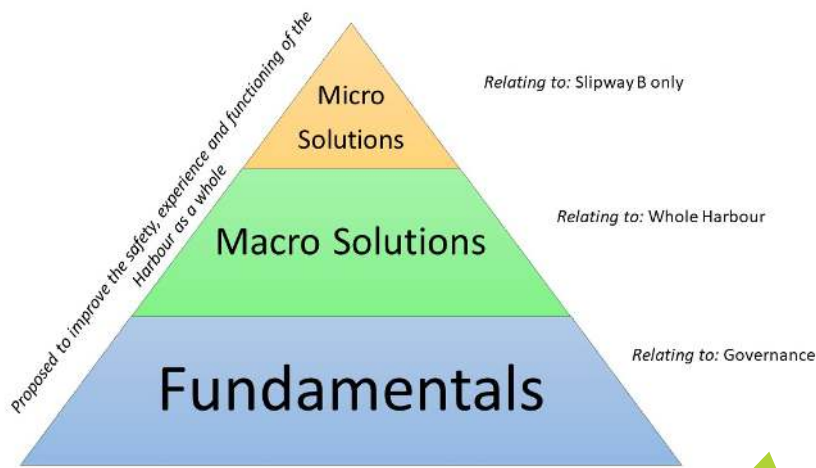 Proposed to improve the safety, experience and functioning of the
Harbour as a whole
Micro
Solutions
Relating to: Slipway B only
Macro Solutions
Relating to: Whole Harbour
Fundamentals
Relating to: Governance